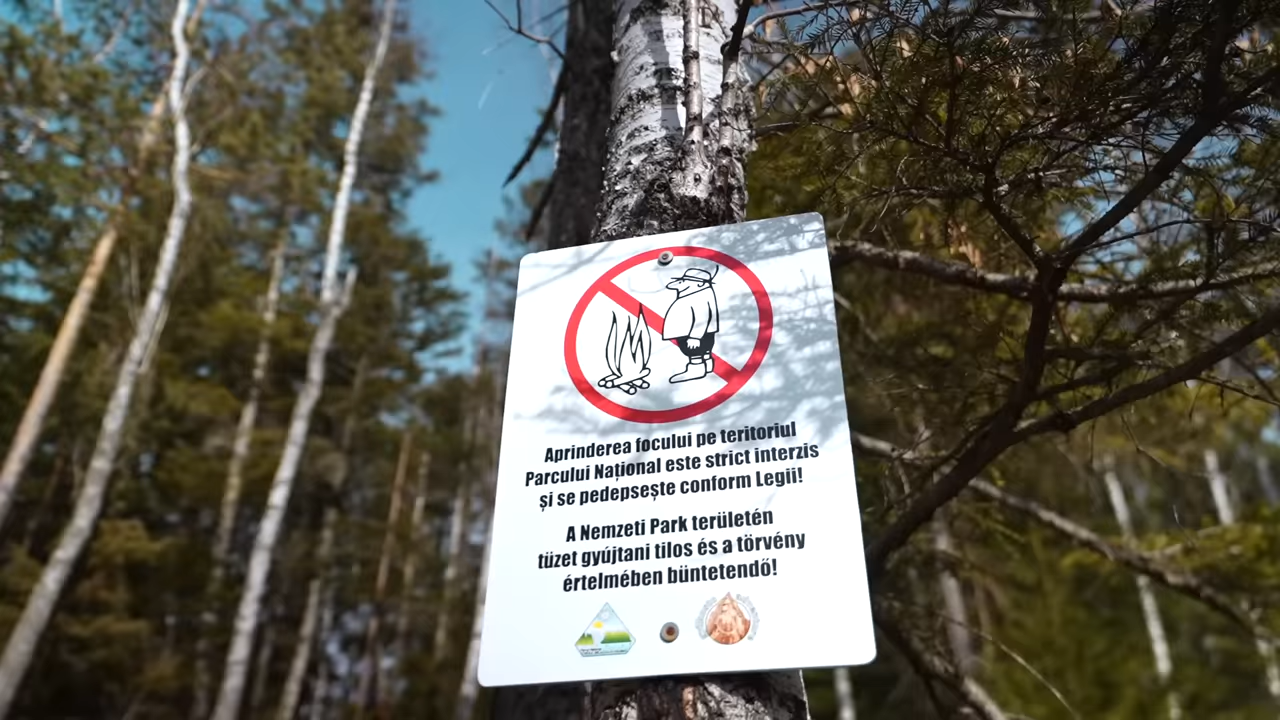 Aprinderea focului pe teritoriul
Parcului Național este strict interzis
și se pedepsește conform Legii!
A Nemzeti Park területén
tüzet gyújtani tilos és a törvény
értelmében büntetendő!